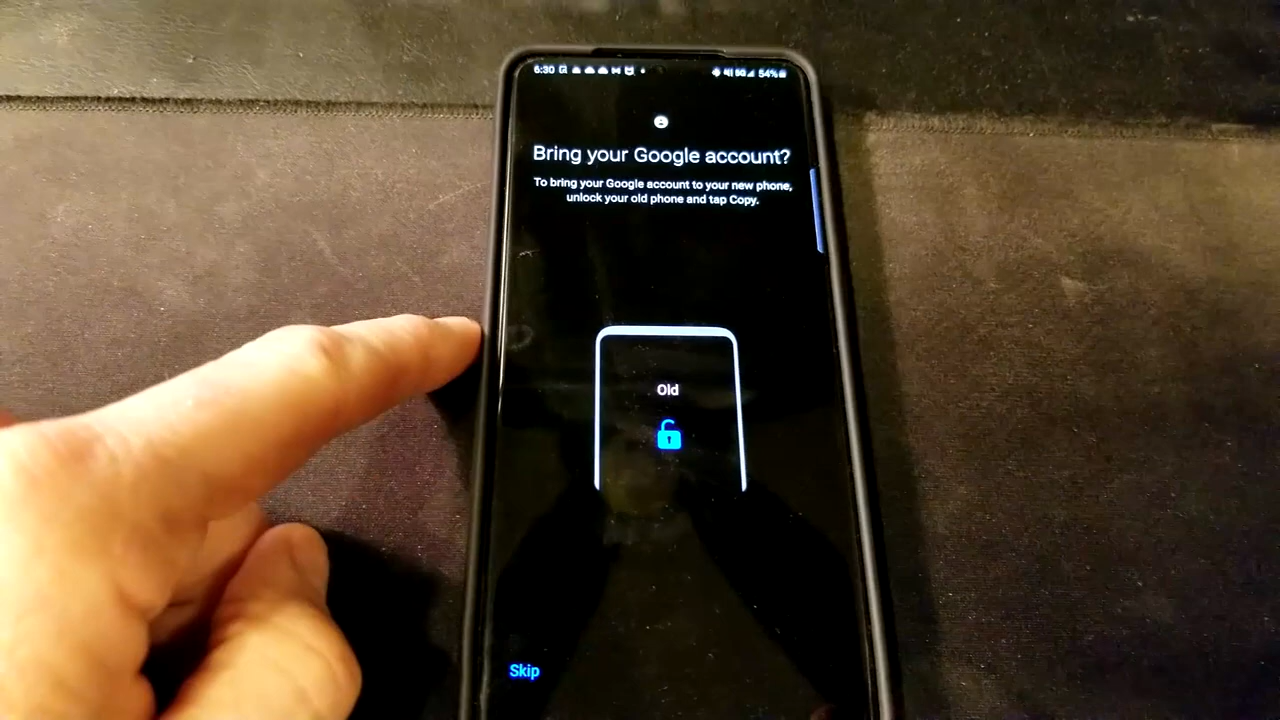 6:30 5G 54%
Bring your Google account?
To bring your Google account to your new phone,
unlock your old phone and tap Copy.
Old
Skip